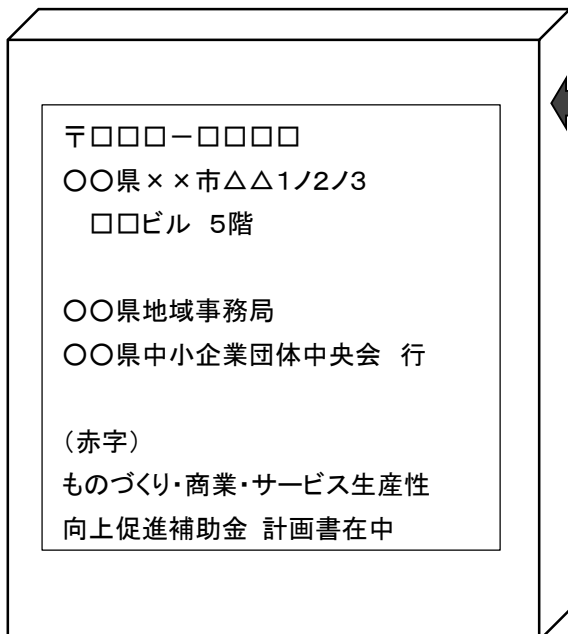 〒□□□－□□□□
○○県××市△△1ノ2ノ3
□□ビル　5階
○○県地域事務局
○○県中小企業団体中央会　行
（赤字）
ものづくり・商業・サービス生産性
向上促進補助金 計画書在中